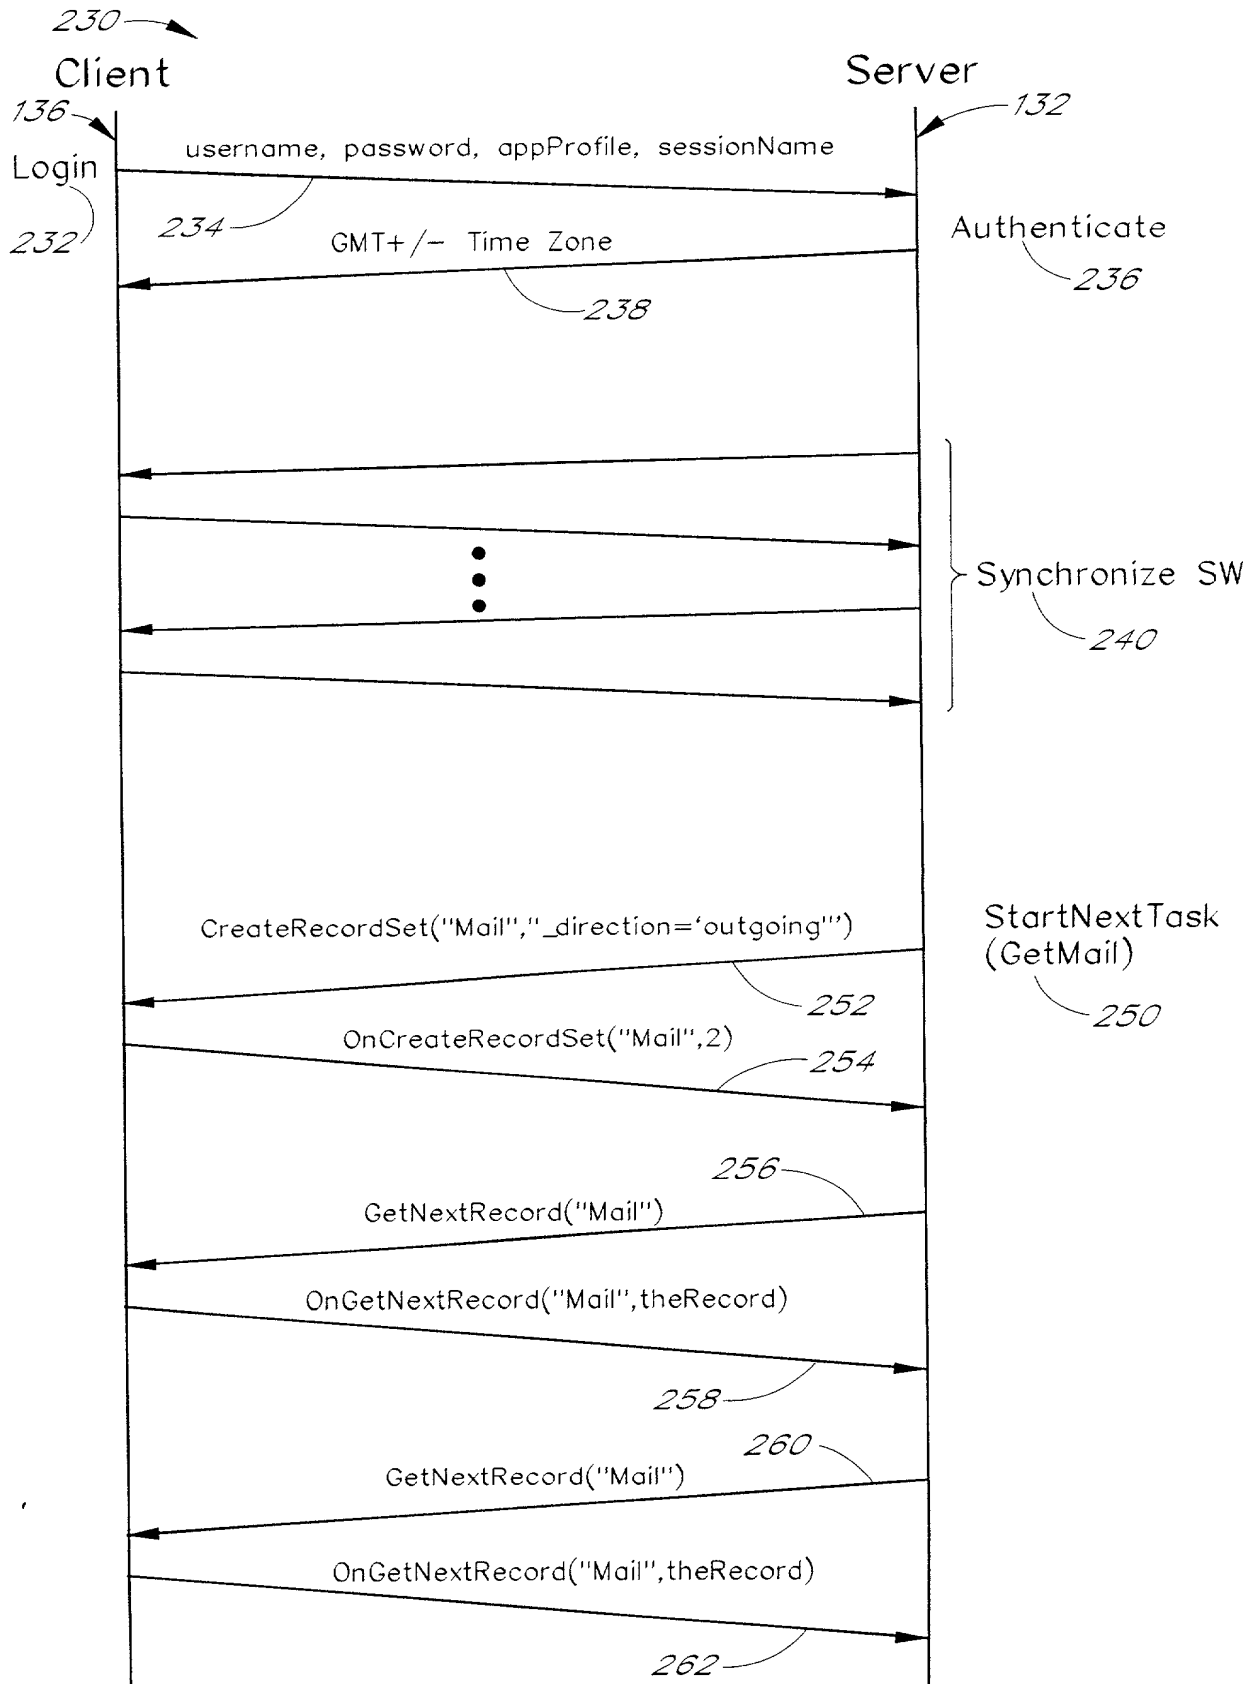 230
Client
Server
136
132
username, password, appProfile, sessionName
Login
234
232
GMT+/- Time Zone
Authenticate
236
238
Synchronize SW
240
CreateRecordSet("Mail","_direction='outgoing"')
StartNextTask
(GetMail)
252
250
OnCreateRecordSet("Mail",2)
254
256
GetNextRecord("Mail")
OnGetNextRecord("Mail",theRecord)
258
260
GetNextRecord("Mail")
OnGetNextRecord("Mail",theRecord)
262